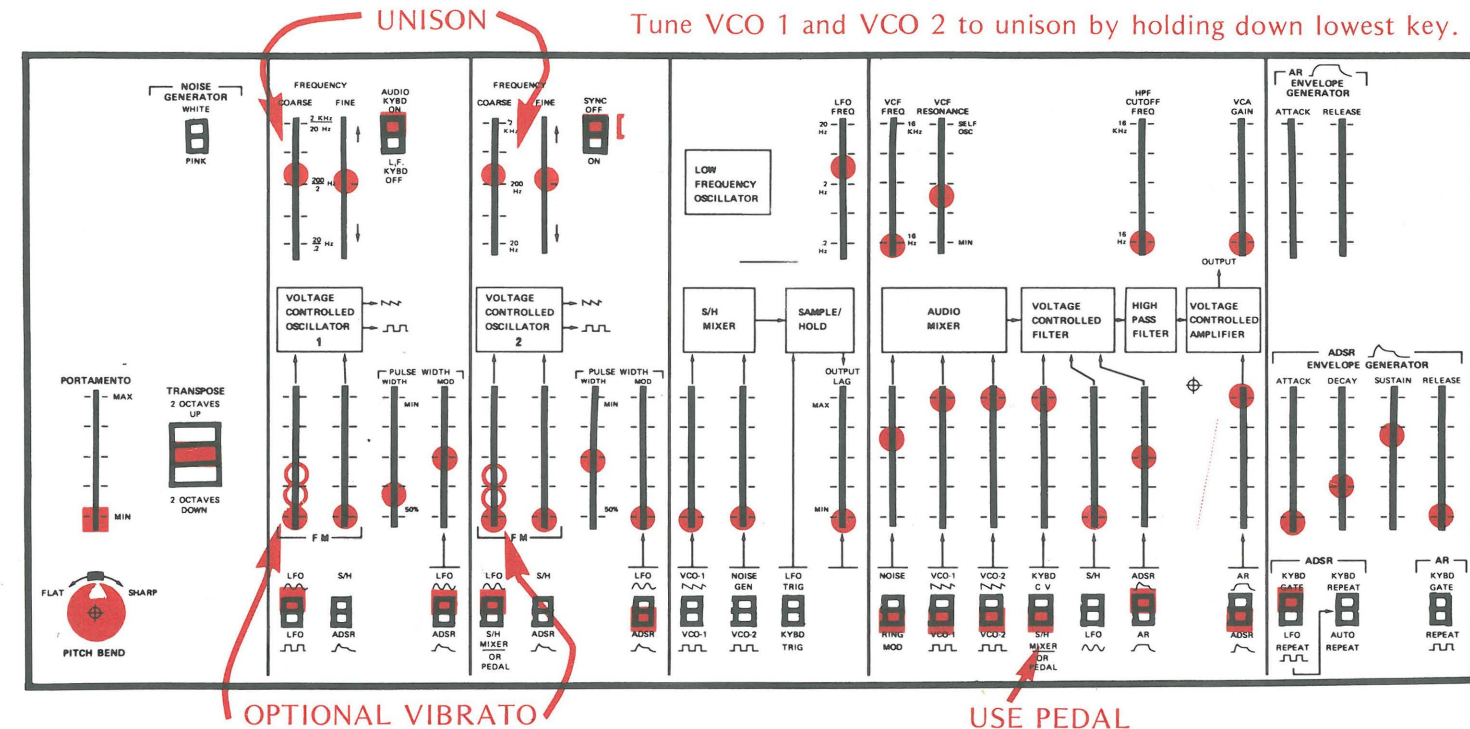 UNISON
Tune VCO 1 and VCO 2 to unison by holding down lowest key.
NOISE
GENERATOR
WHITE
PINK
PORTAMENTO
MAX
MIN
TRANSPOSE
2 OCTAVES
UP
2 OCTAVES
DOWN
FLAT
SHARP
PITCH BEND
FREQUENCY
COARSE
FINE
2 KHz
20 Hz
200
2
Hz
20
.2
Hz
AUDIO
KYBD
ON
L.F.
KYBD
OFF
VOLTAGE
CONTROLLED
OSCILLATOR
1
PULSE WIDTH
WIDTH
MOD
MIN
50%
FM
LFO
S/H
LFO
LFO
ADSR
ADSR
FREQUENCY
COARSE
FINE
2
KHz
200
Hz
20
Hz
SYNC
OFF
ON
VOLTAGE
CONTROLLED
OSCILLATOR
2
PULSE WIDTH
WIDTH
MOD
MIN
50%
FM
LFO
S/H
LFO
S/H
MIXER
OR
PEDAL
ADSR
ADSR
LFO
FREQ
20
Hz
2
Hz
.2
Hz
LOW
FREQUENCY
OSCILLATOR
S/H
MIXER
SAMPLE/
HOLD
OUTPUT
LAG
MAX
MIN
VCO-1
NOISE
GEN
LFO
TRIG
VCO-1
VCO-2
KYBD
TRIG
VCF
FREQ
16
KHz
16
Hz
VCF
RESONANCE
SELF
OSC
MIN
HPF
CUTOFF
FREQ
16
KHz
16
Hz
VCA
GAIN
OUTPUT
AUDIO
MIXER
VOLTAGE
CONTROLLED
FILTER
HIGH
PASS
FILTER
VOLTAGE
CONTROLLED
AMPLIFIER
NOISE
VCO-1
VCO-2
KYBD
C V
S/H
ADSR
AR
RING
MOD
VCO-1
VCO-2
S/H
MIXER
OR
PEDAL
LFO
AR
ADSR
AR
ENVELOPE
GENERATOR
ATTACK
RELEASE
ADSR
ENVELOPE GENERATOR
ATTACK
DECAY
SUSTAIN
RELEASE
ADSR
KYBD
GATE
KYBD
REPEAT
LFO
REPEAT
AUTO
REPEAT
AR
KYBD
GATE
REPEAT
OPTIONAL VIBRATO
USE PEDAL